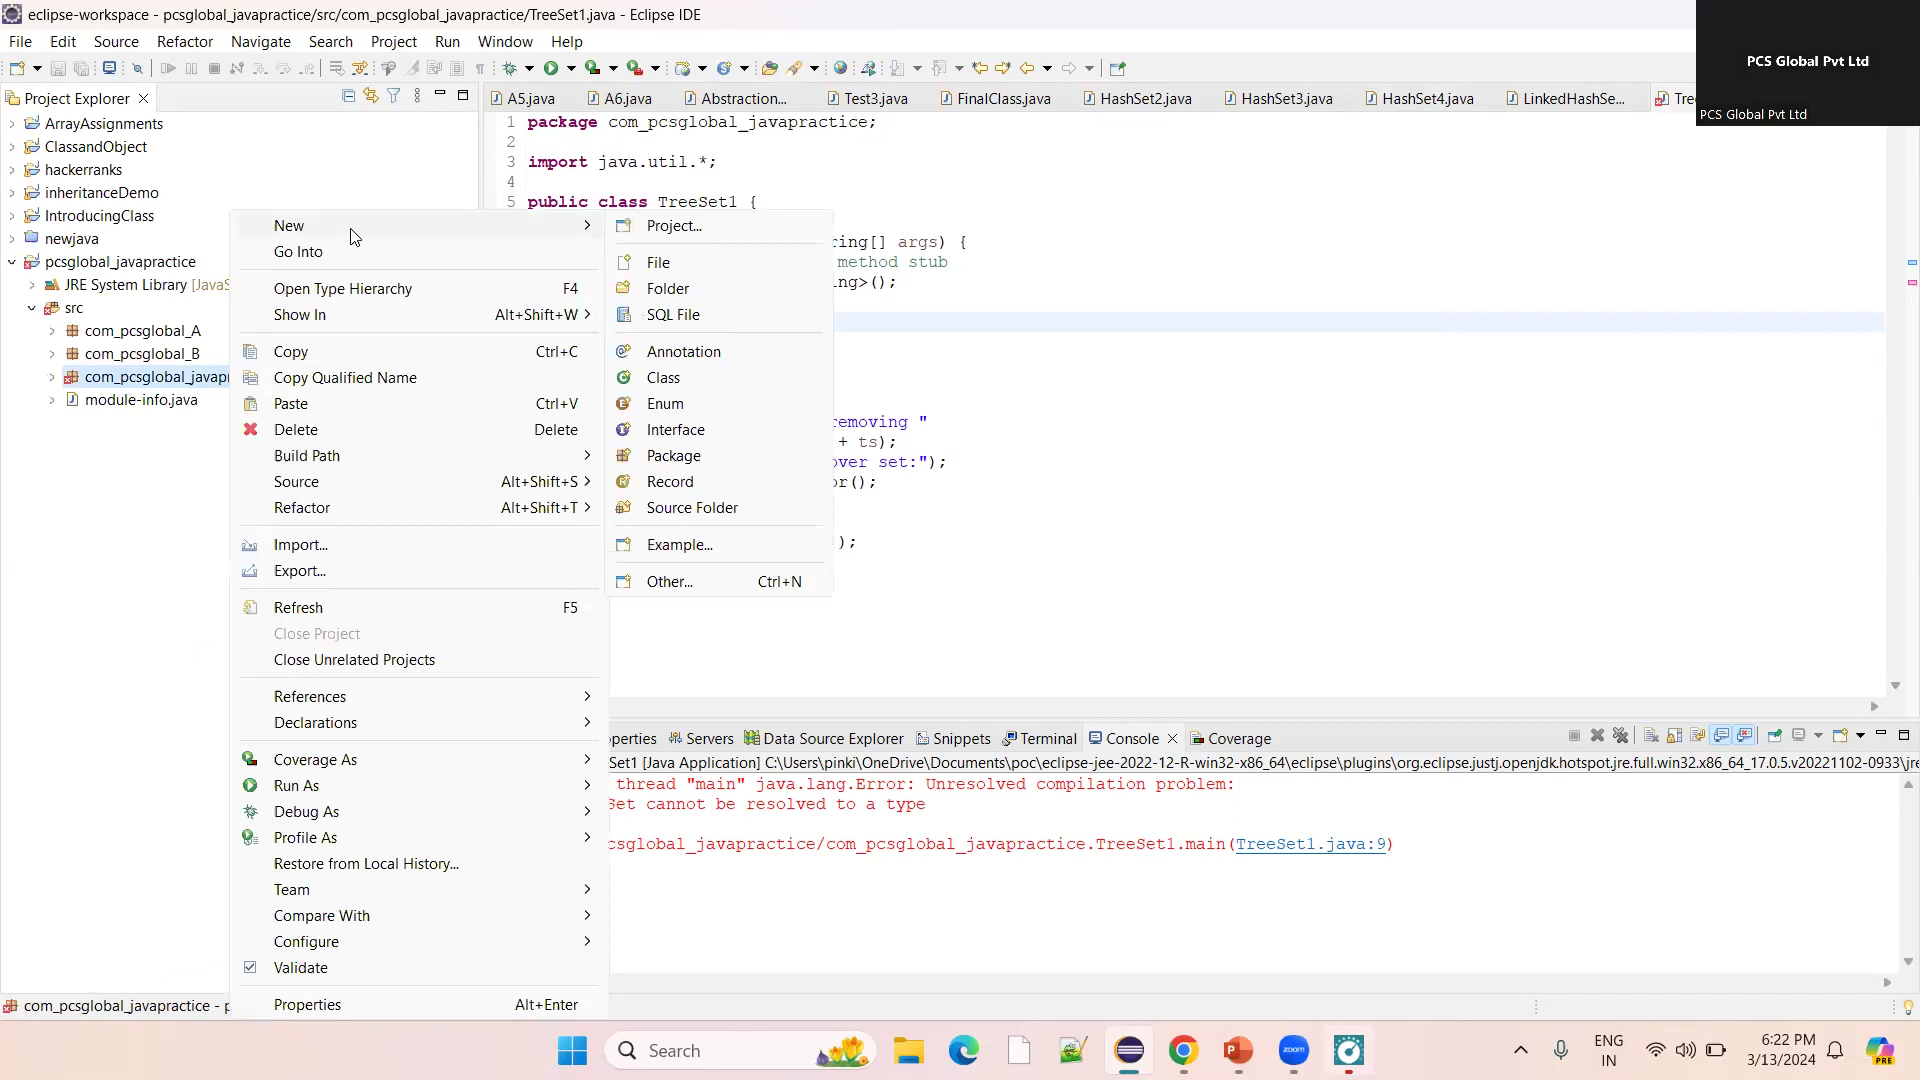 eclipse-workspace - pcsglobal_javapractice/src/com_pcsglobal_javapractice/TreeSet1.java - Eclipse IDE
File Edit Source Refactor Navigate Search Project Run Window Help
PCS Global Pvt Ltd
PCS Global Pvt Ltd
Project Explorer
A5.java A6.java Abstraction... Test3.java FinalClass.java HashSet2.java HashSet3.java HashSet4.java LinkedHashSe...
ArrayAssignments
ClassandObject
hackerranks
inheritanceDemo
IntroducingClass
newjava
pcsglobal_javapractice
JRE System Library
src
com_pcsglobal_A
com_pcsglobal_B
com_pcsglobal_javapr
module-info.java
1 package com_pcsglobal_javapractice;
2
3 import java.util.*;
4
5 public class TreeSet1 {
ring[] args) {
method stub
ng>();
emoving "
+ ts);
over set:");
or();
);
New
Go Into
Open Type Hierarchy F4
Show In Alt+Shift+W
Copy Ctrl+C
Copy Qualified Name
Paste Ctrl+V
Delete Delete
Build Path
Source Alt+Shift+S
Refactor Alt+Shift+T
Import...
Export...
Refresh F5
Close Project
Close Unrelated Projects
References
Declarations
Coverage As
Run As
Debug As
Profile As
Restore from Local History...
Team
Compare With
Configure
Validate
Properties Alt+Enter
Project...
File
Folder
SQL File
Annotation
Class
Enum
Interface
Package
Record
Source Folder
Example...
Other... Ctrl+N
perties Servers Data Source Explorer Snippets Terminal Console Coverage
Set1 [Java Application] C:\Users\pinki\OneDrive\Documents\poc\eclipse-jee-2022-12-R-win32-x86_64\eclipse\plugins\org.eclipse.justj.openjdk.hotspot.jre.full.win32.x86_64_17.0.5.v20221102-0933\jre
thread "main" java.lang.Error: Unresolved compilation problem:
Set cannot be resolved to a type
csglobal_javapractice/com_pcsglobal_javapractice.TreeSet1.main(TreeSet1.java:9)
com_pcsglobal_javapractice - p
Search
zoom
ENG
IN
6:22 PM
3/13/2024
PRE